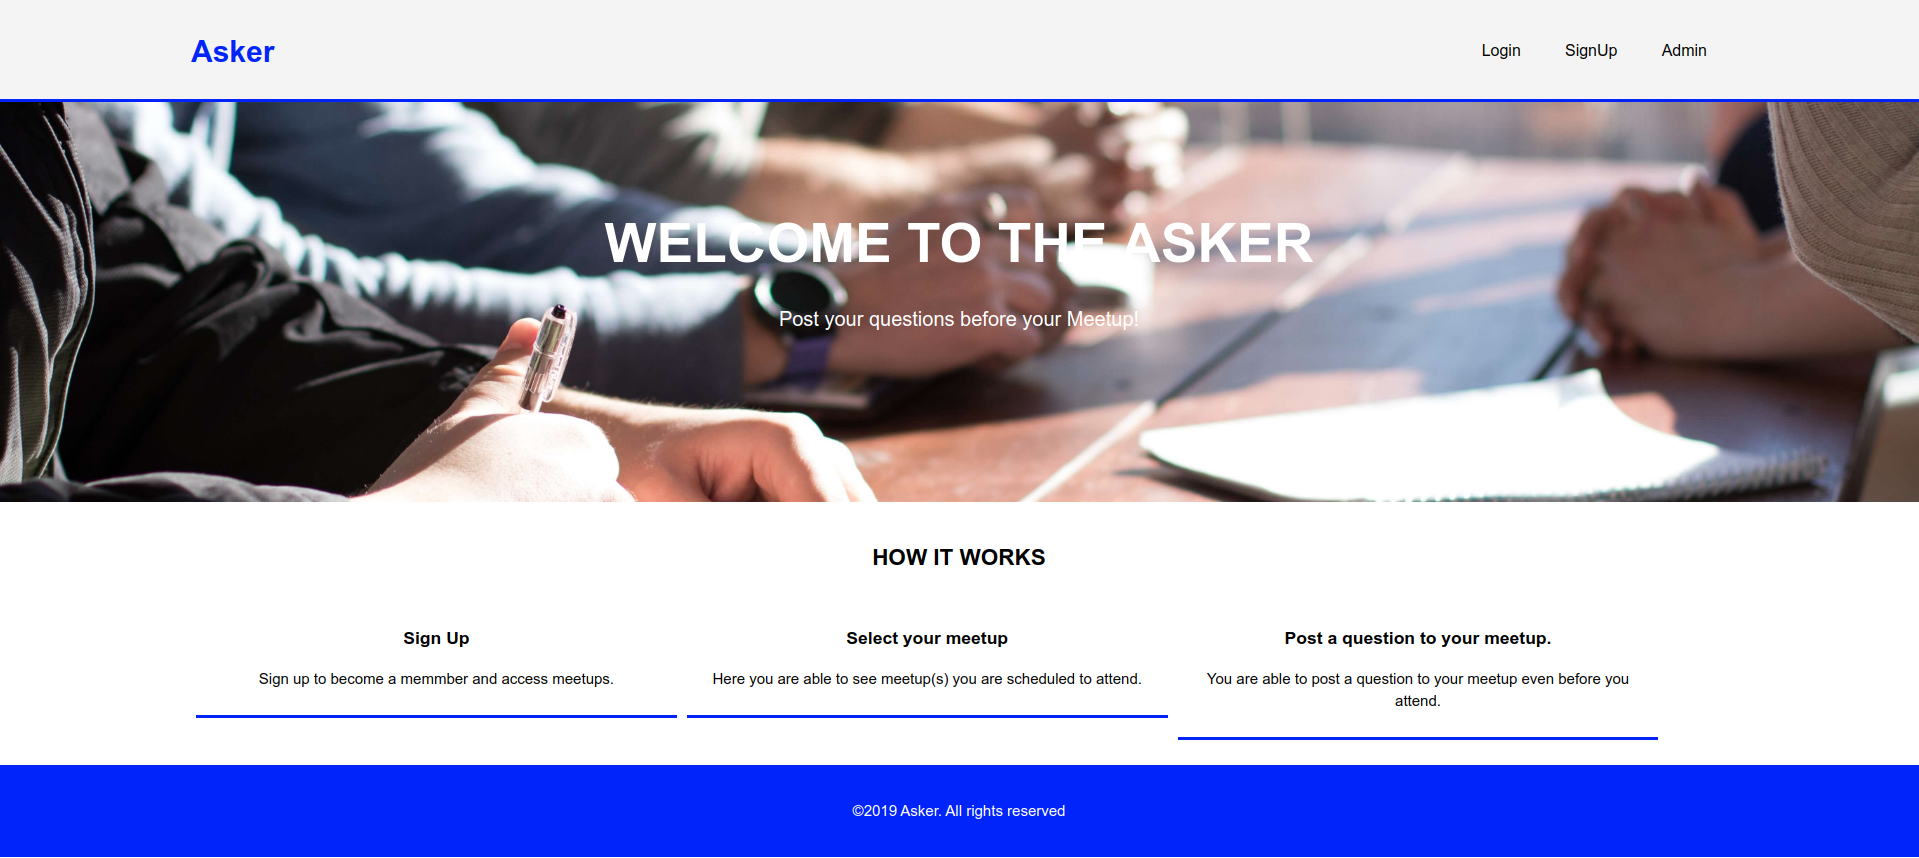 Asker
Login SignUp Admin
WELCOME TO THE ASKER
Post your questions before your Meetup!
HOW IT WORKS
Sign Up
Sign up to become a memmber and access meetups.
Select your meetup
Here you are able to see meetup(s) you are scheduled to attend.
Post a question to your meetup.
You are able to post a question to your meetup even before you
attend.
©2019 Asker. All rights reserved